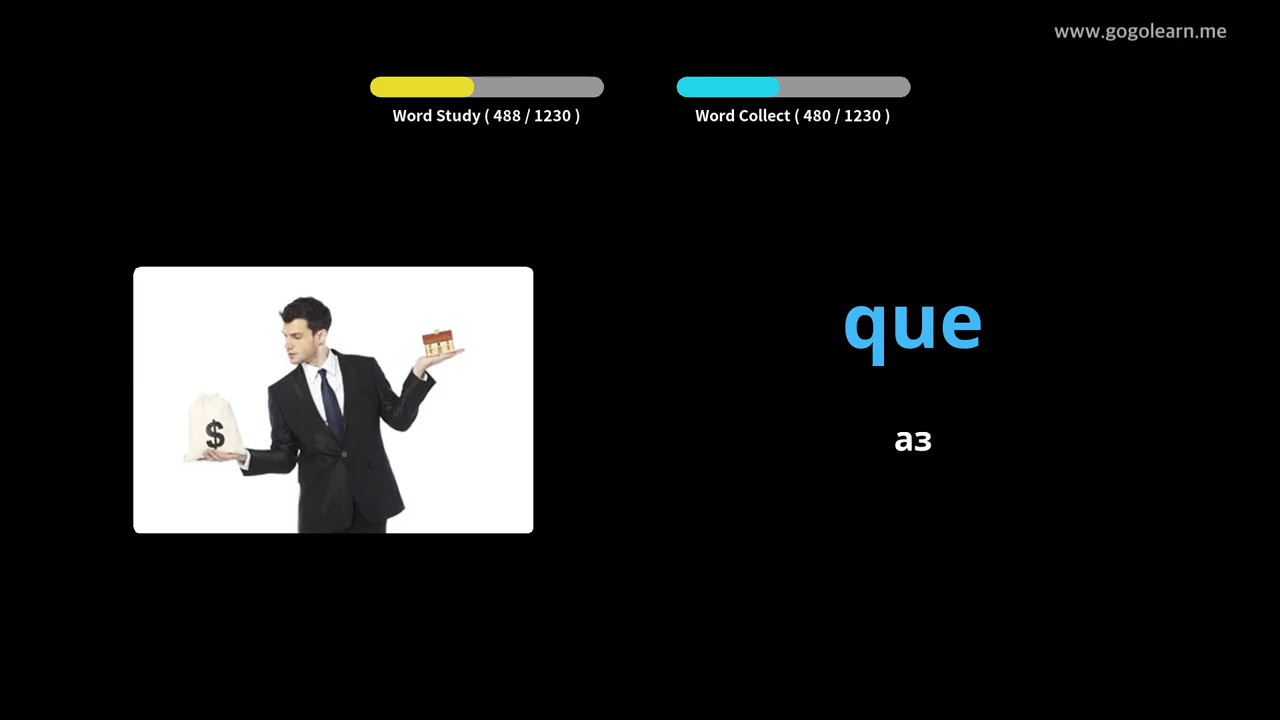 www.gogolearn.me
Word Study ( 488 / 1230 )
Word Collect ( 480 / 1230 )
$
que
аз